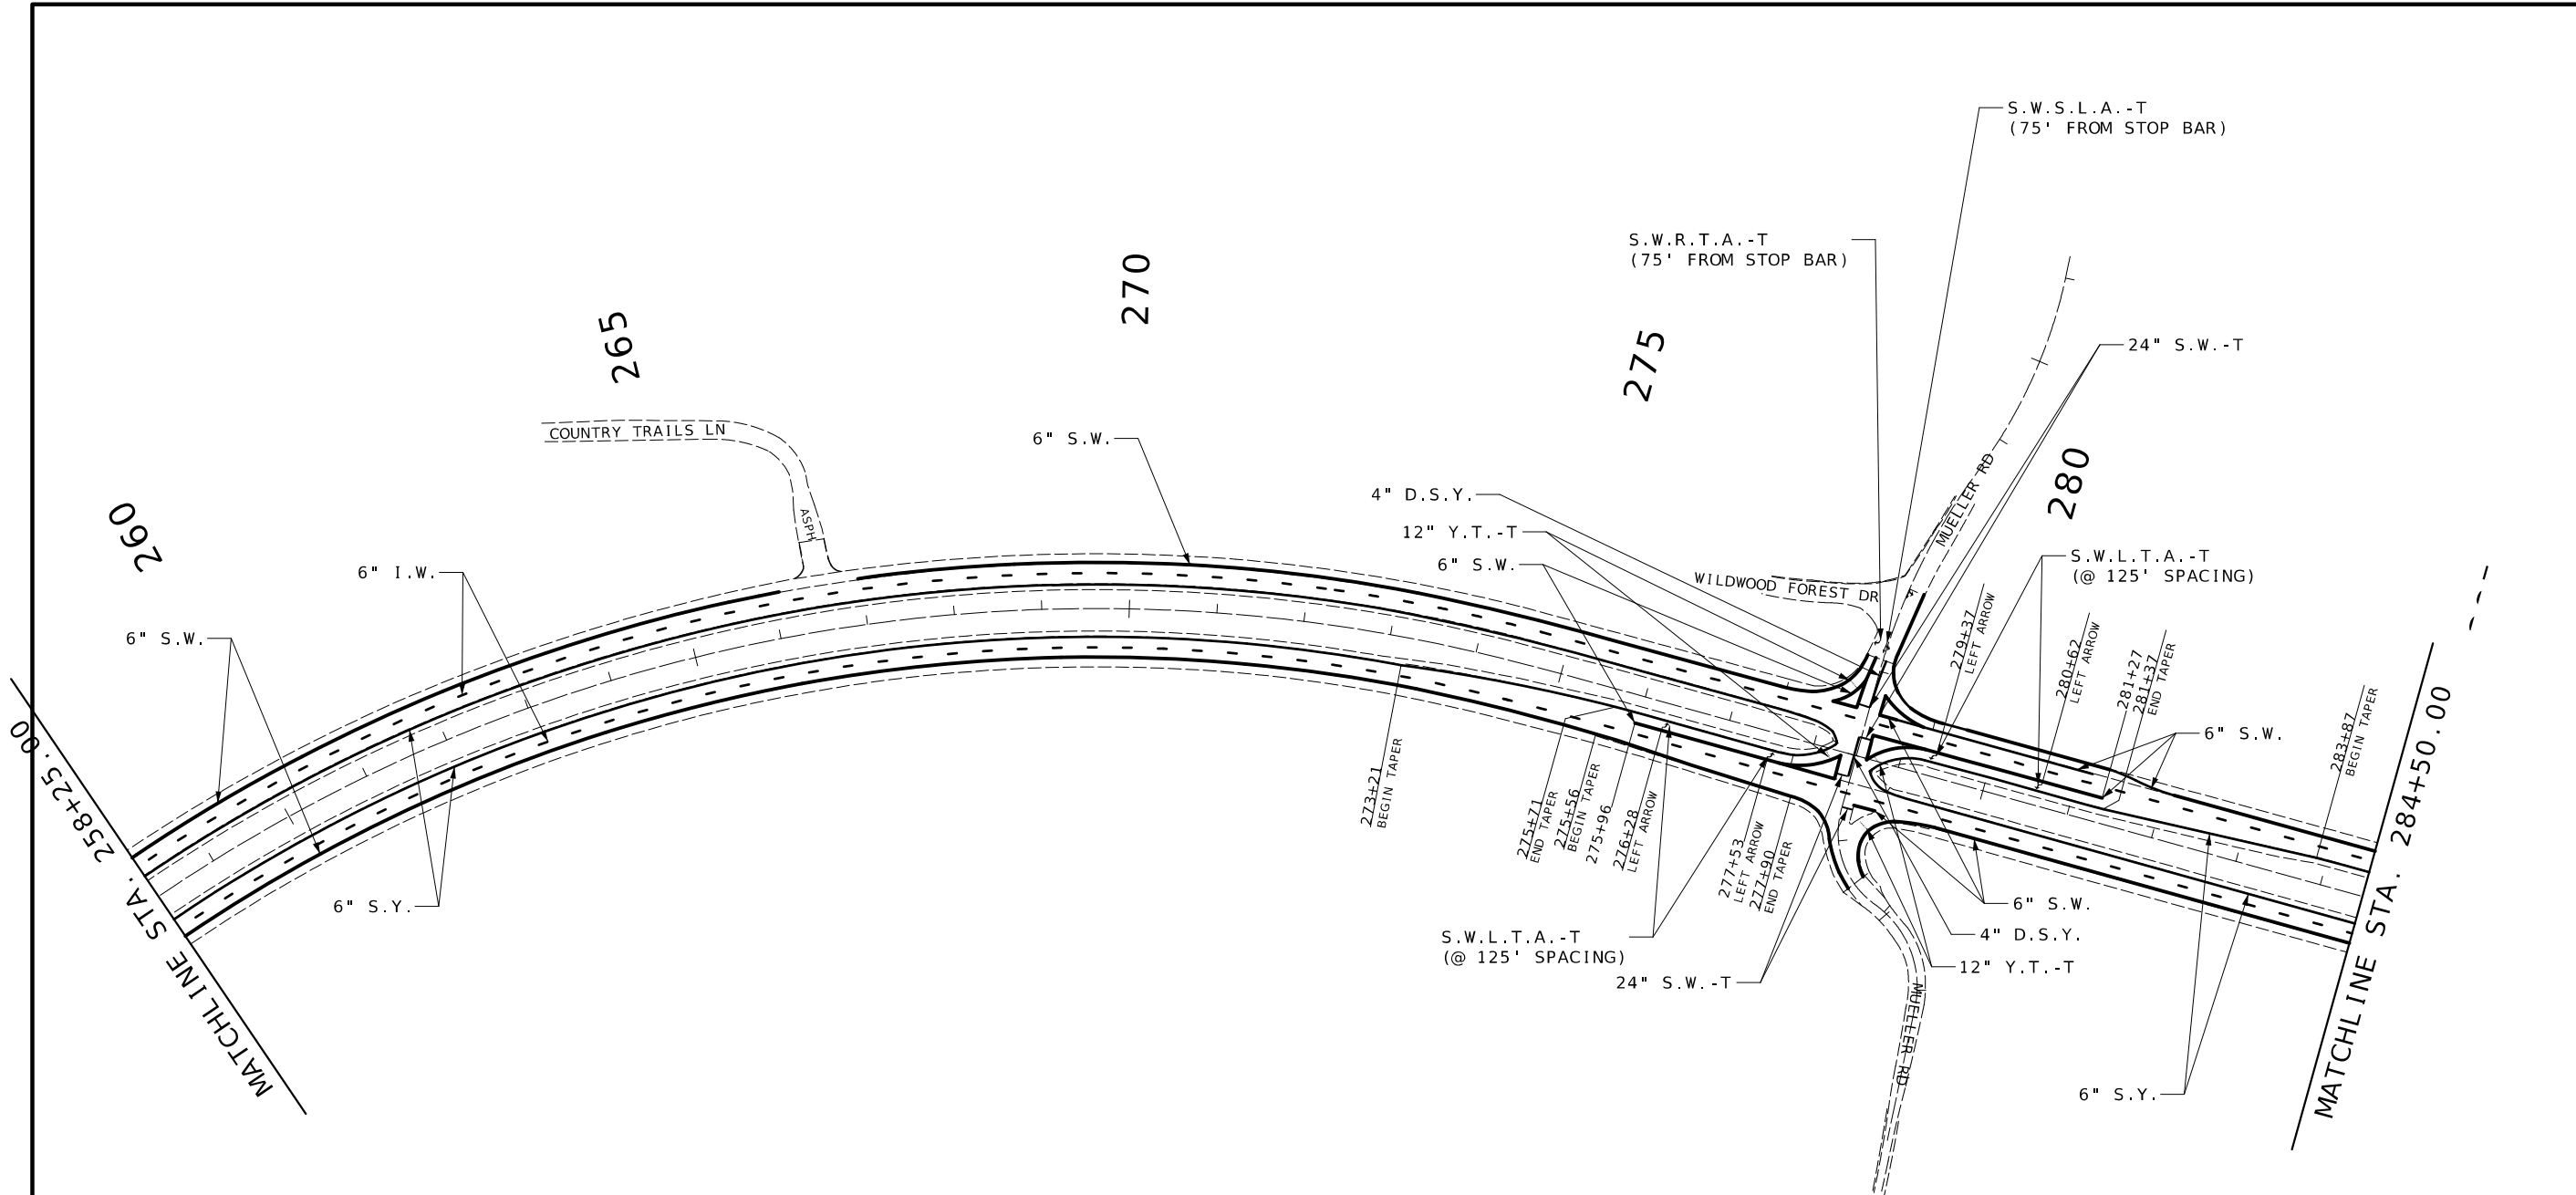 S.W.S.L.A.-T
(75' FROM STOP BAR)
S.W.R.T.A.-T
(75' FROM STOP BAR)
24" S.W.-T
260
265
270
275
280
COUNTRY TRAILS LN
ASPH
6" S.W.
4" D.S.Y.
12" Y.T.-T
6" S.W.
MUELLER RD
WILDWOOD FOREST DR
S.W.L.T.A.-T
(@ 125' SPACING)
6" I.W.
6" S.W.
6" S.Y.
279+37
LEFT ARROW
280+62
LEFT ARROW
281+27
281+37
END TAPER
283+87
BEGIN TAPER
6" S.W.
273+21
BEGIN TAPER
275+71
END TAPER
275+56
BEGIN TAPER
275+96
276+28
LEFT ARROW
277+53
LEFT ARROW
277+90
END TAPER
S.W.L.T.A.-T
(@ 125' SPACING)
24" S.W.-T
6" S.W.
4" D.S.Y.
12" Y.T.-T
MUELLER RD
6" S.Y.
MATCHLINE STA. 258+25.00
MATCHLINE STA. 284+50.00